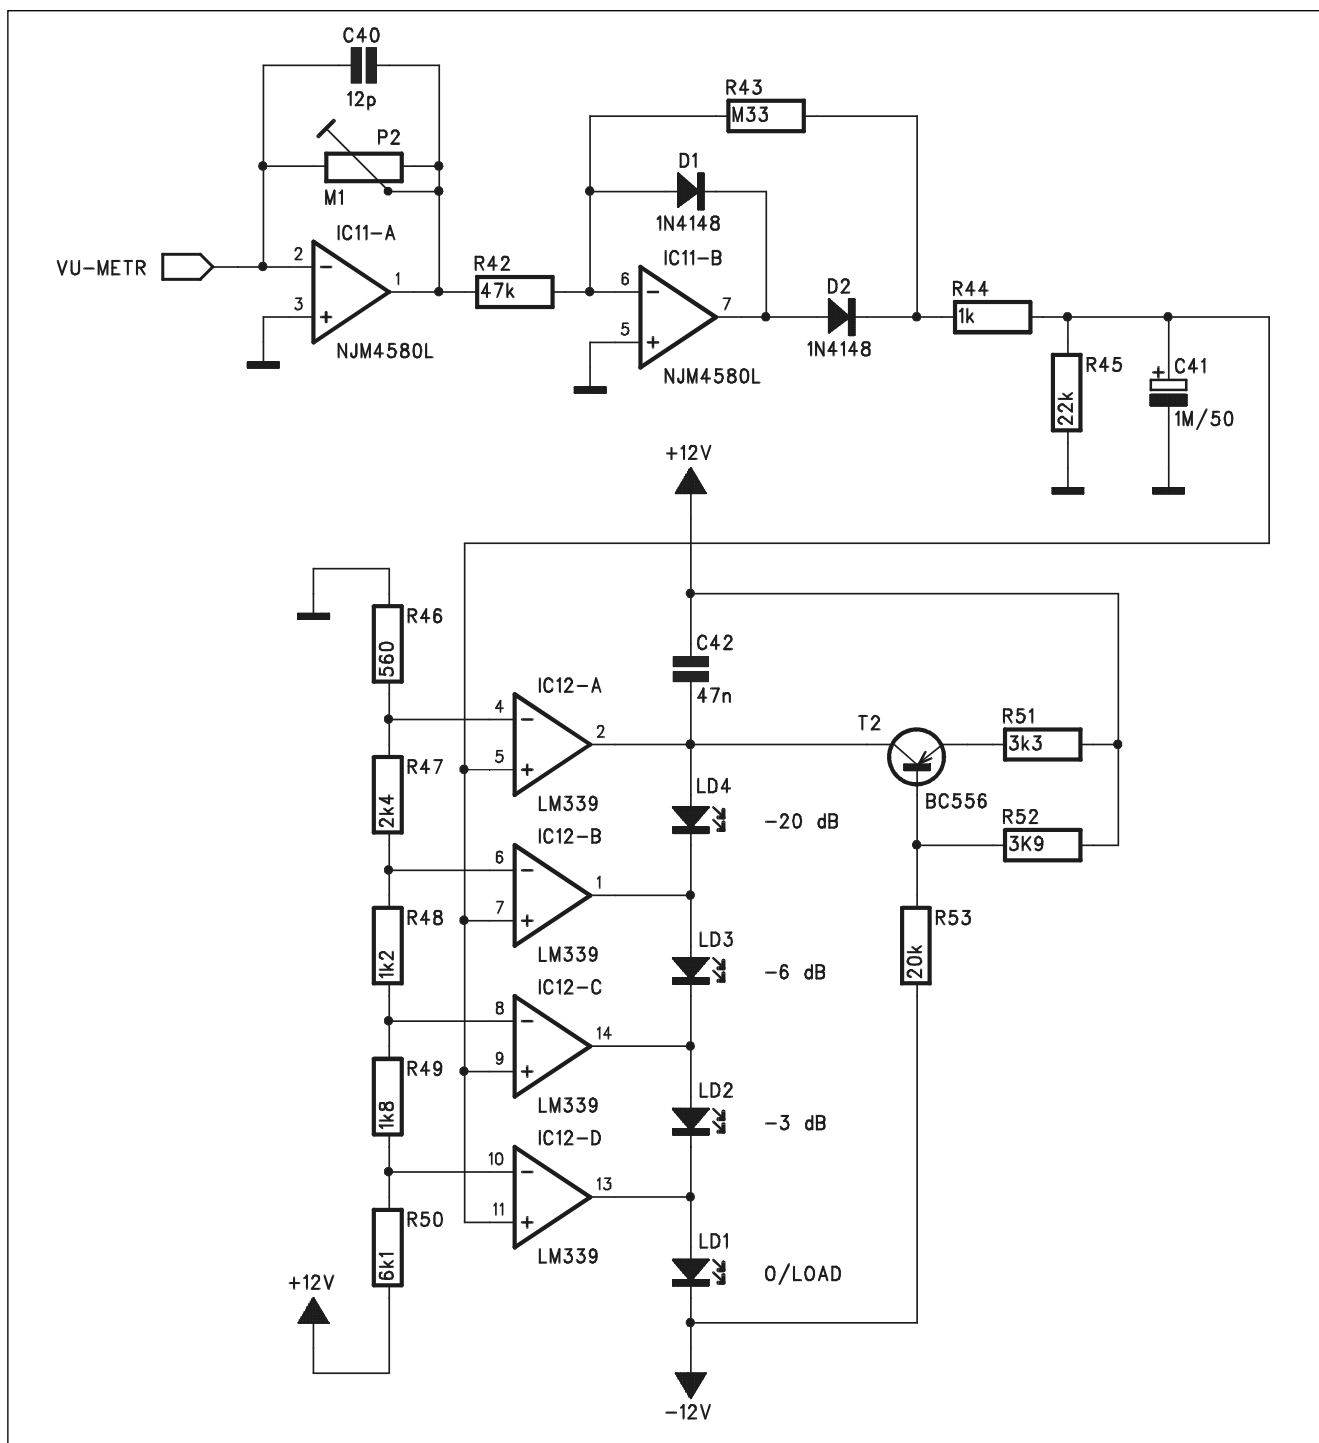 C40
12p
P2
M1
R43
M33
D1
1N4148
IC11-A
VU-METR
2
3
1
NJM4580L
R42
47k
IC11-B
6
5
7
NJM4580L
D2
1N4148
R44
1k
R45
22k
C41
+
1M/50
+12V
R46
560
C42
47n
IC12-A
4
5
2
LM339
T2
BC556
R51
3k3
R52
3K9
R47
2k4
LD4
-20 dB
IC12-B
6
7
1
LM339
R48
1k2
LD3
-6 dB
R53
20k
IC12-C
8
9
14
LM339
R49
1k8
LD2
-3 dB
IC12-D
10
11
13
LM339
R50
6k1
LD1
0/LOAD
+12V
-12V